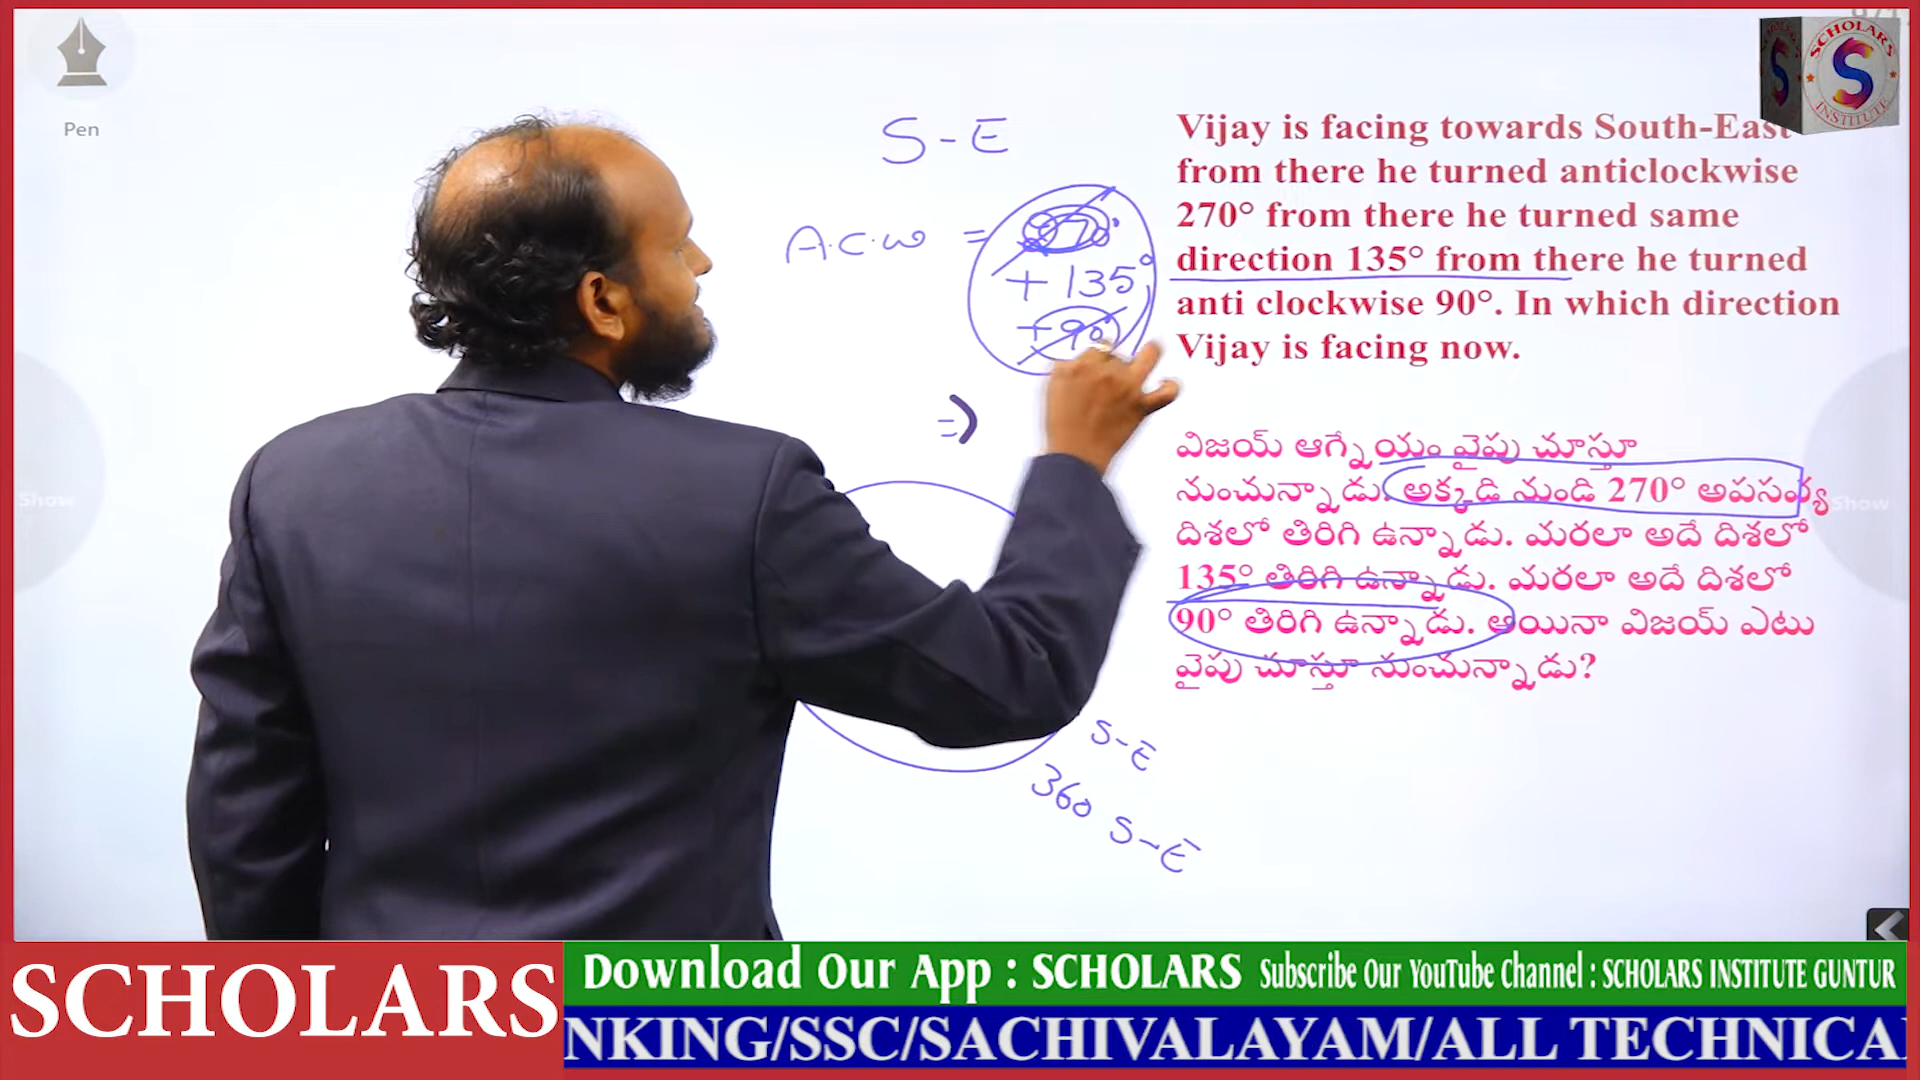 Pen
S-E
A.C.W =
+ 135°
+90°
=)
S-E
360 S-E
Vijay is facing towards South-East
from there he turned anticlockwise
270° from there he turned same
direction 135° from there he turned
anti clockwise 90°. In which direction
Vijay is facing now.
విజయ్ ఆగ్నేయం వైపు చూస్తూ
నుంచున్నాడు. అక్కడి నుండి 270° అపసవ్య
దిశలో తిరిగి ఉన్నాడు. మరలా అదే దిశలో
135° తిరిగి ఉన్నాడు. మరలా అదే దిశలో
90° తిరిగి ఉన్నాడు. అయినా విజయ్ ఎటు
వైపు చూస్తూ నుంచున్నాడు?
Show
Show
SCHOLARS
S
INSTITUTE
SCHOLARS
Download Our App : SCHOLARS Subscribe Our YouTube Channel : SCHOLARS INSTITUTE GUNTUR
NKING/SSC/SACHIVALAYAM/ALL TECHNICA